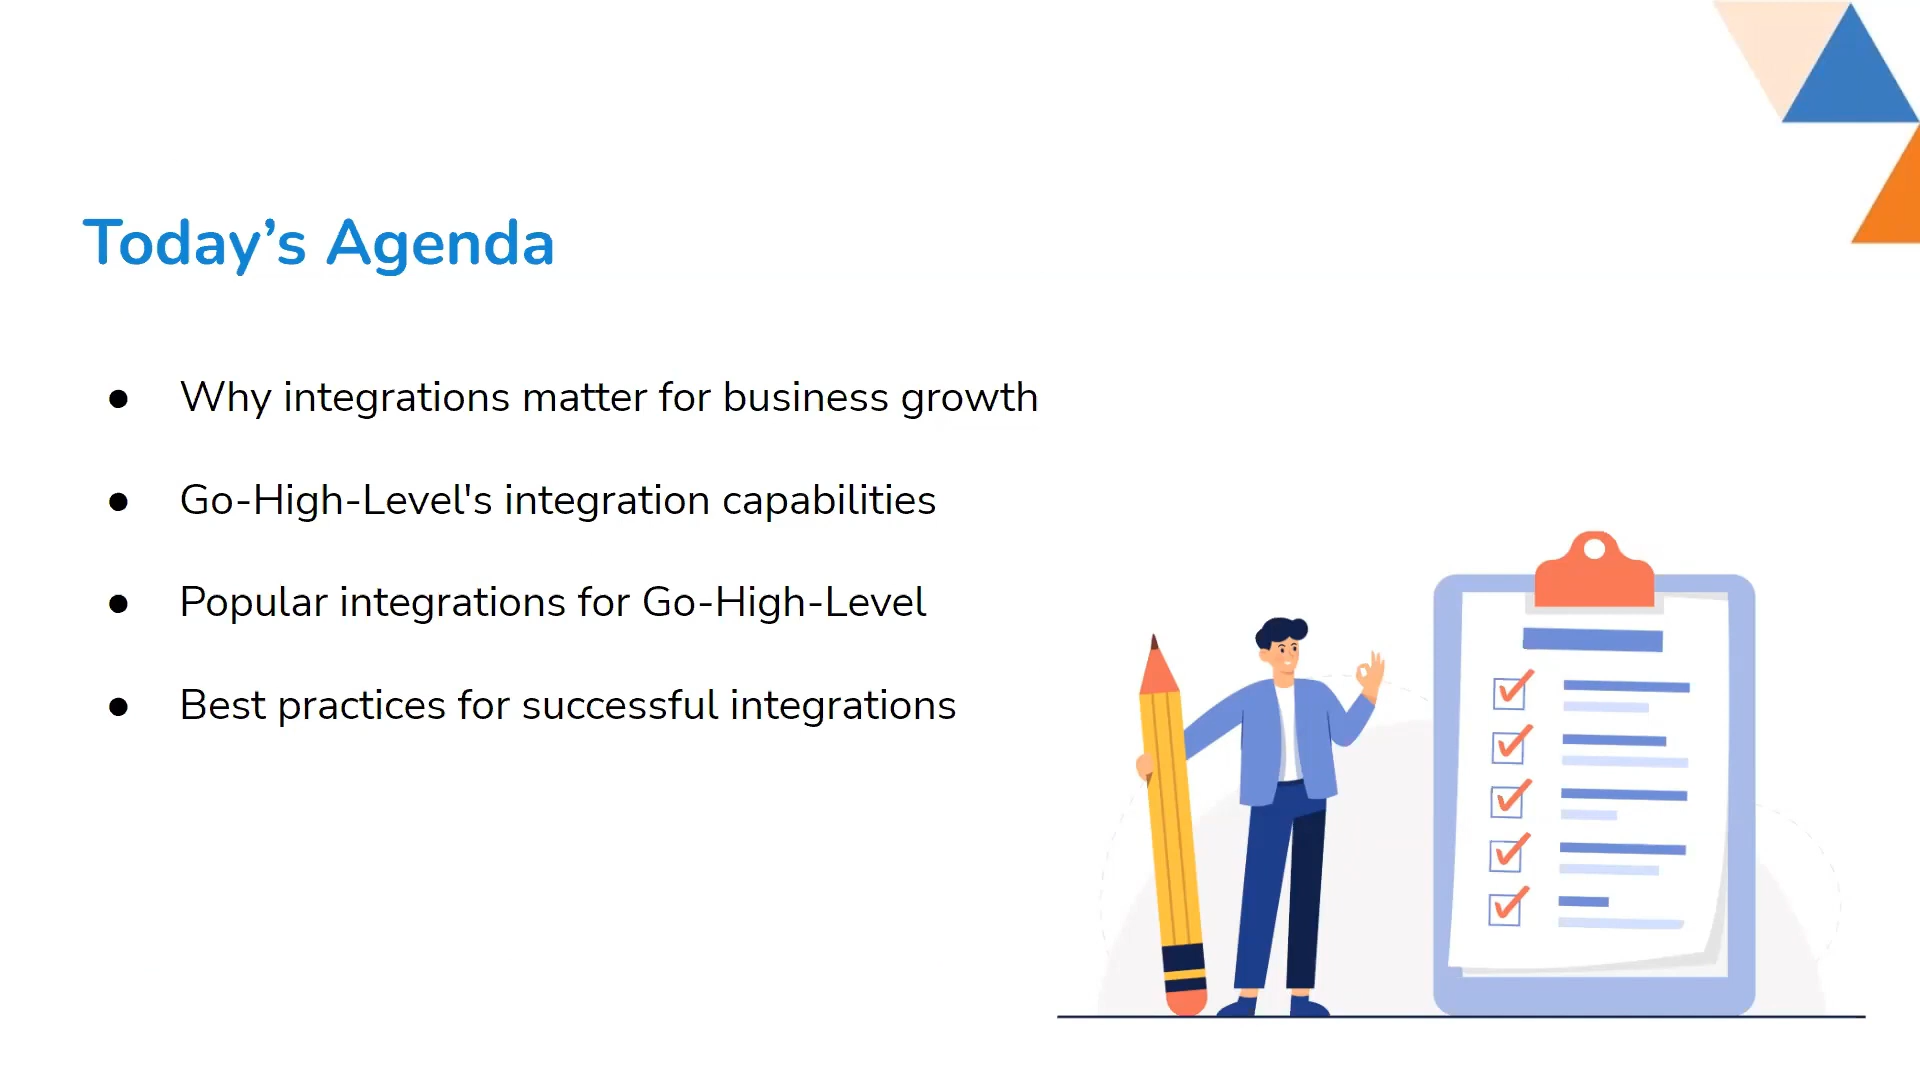 Today’s Agenda
● Why integrations matter for business growth
● Go-High-Level's integration capabilities
● Popular integrations for Go-High-Level
● Best practices for successful integrations